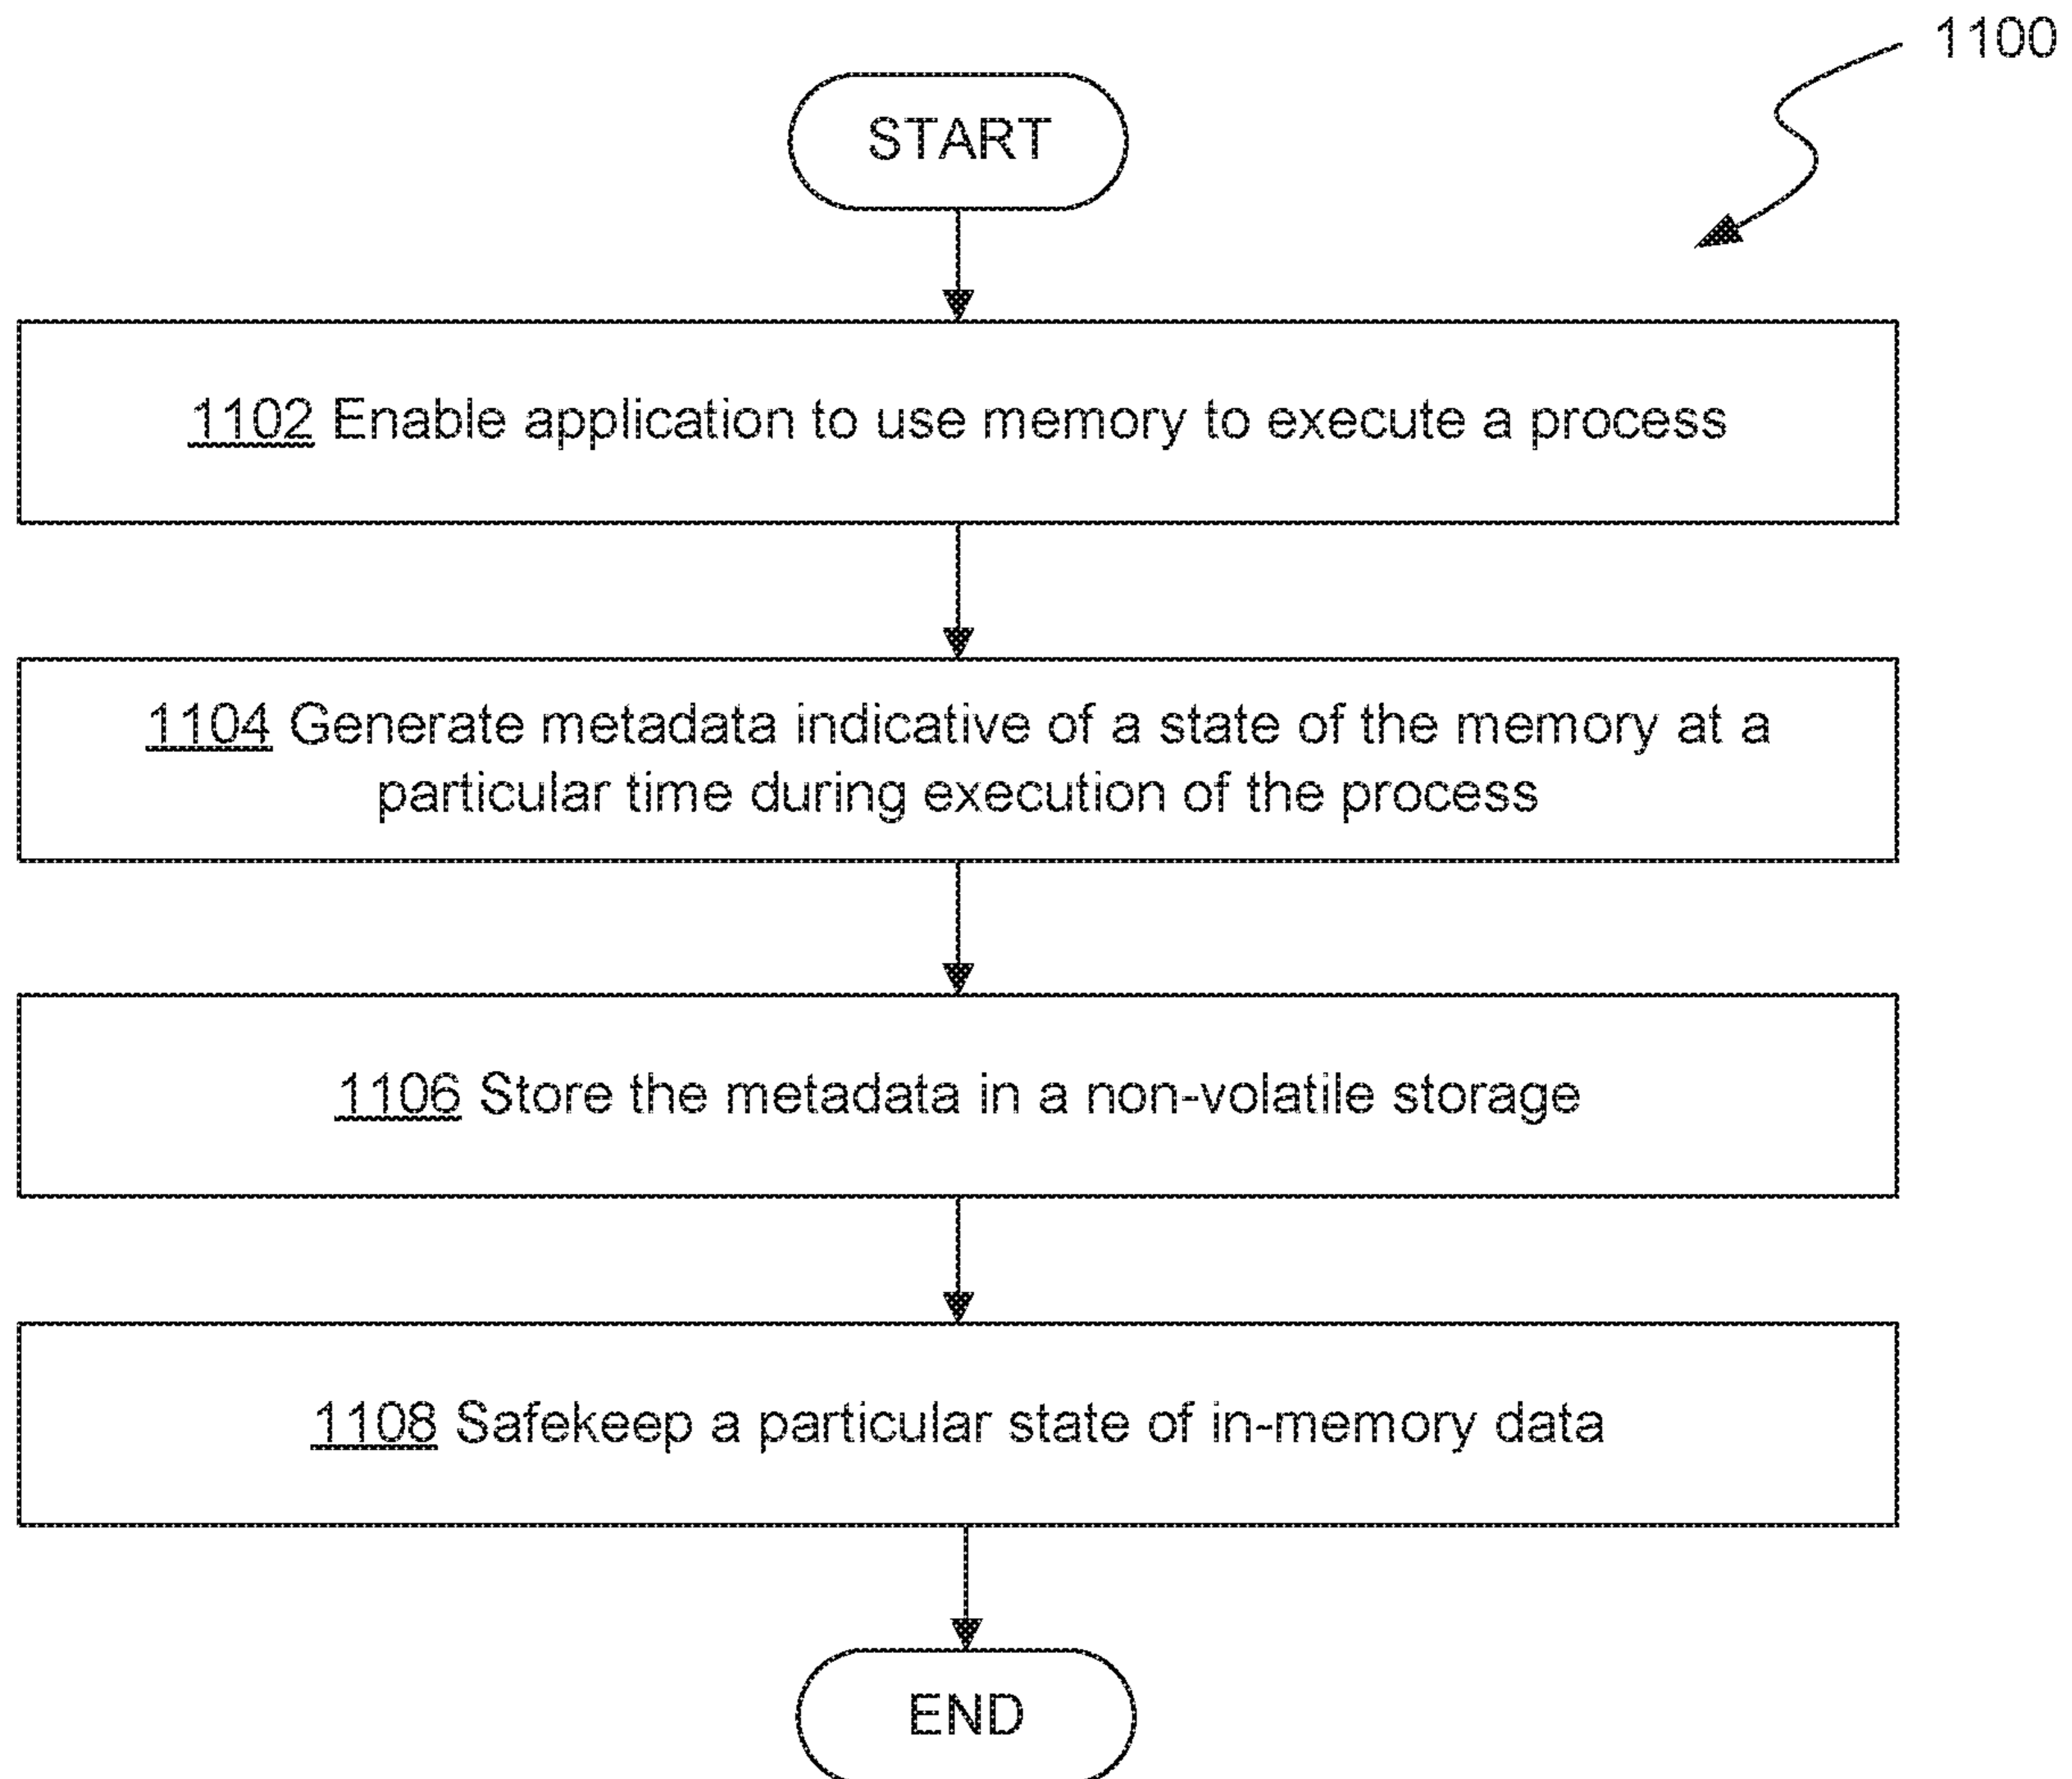 1100
START
1102 Enable application to use memory to execute a process
1104 Generate metadata indicative of a state of the memory at a
particular time during execution of the process
1106 Store the metadata in a non-volatile storage
1108 Safekeep a particular state of in-memory data
END